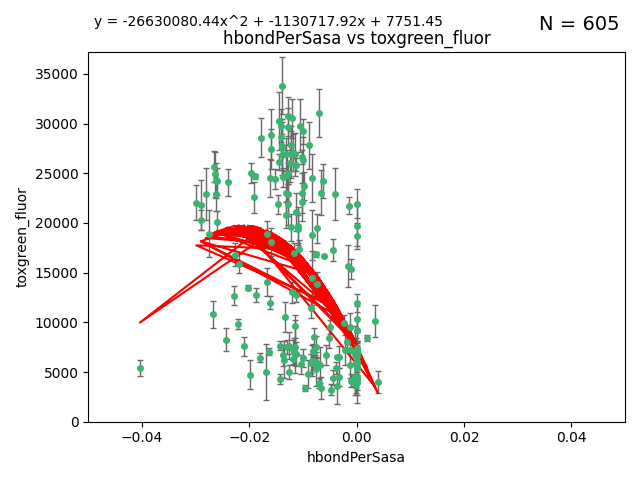 y = -26630080.44x^2 + -1130717.92x + 7751.45
N = 605
hbondPerSasa vs toxgreen_fluor
35000
30000
25000
20000
15000
10000
5000
0
toxgreen_fluor
−0.04
−0.02
0.00
0.02
0.04
hbondPerSasa